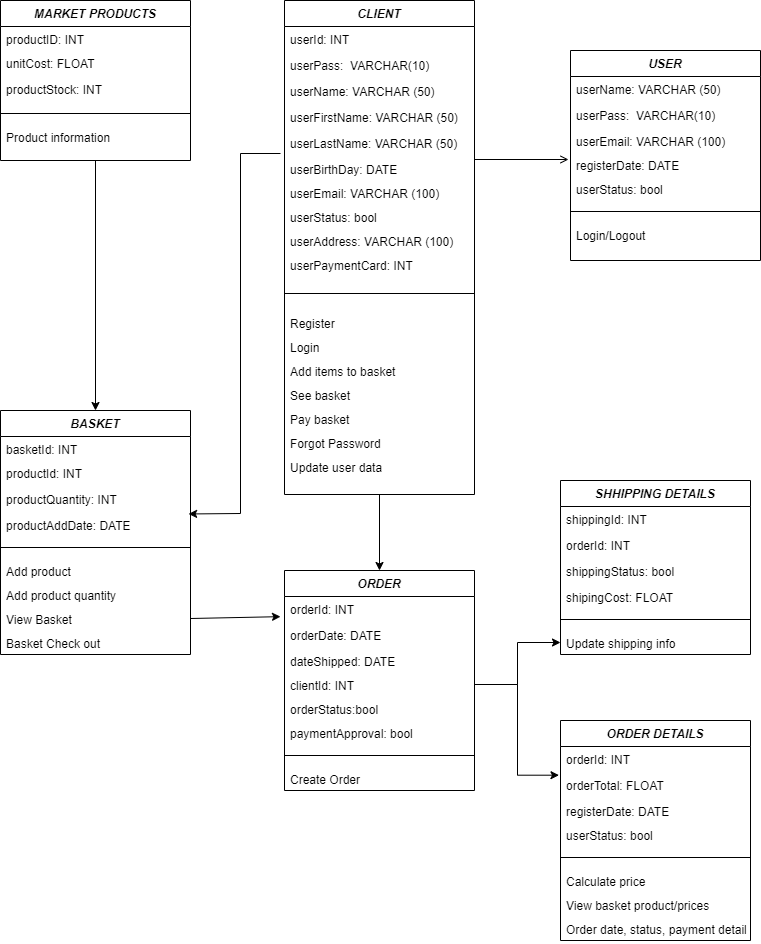 MARKET PRODUCTS
productID: INT
unitCost: FLOAT
productStock: INT
Product information
CLIENT
userId: INT
userPass:  VARCHAR(10)
userName: VARCHAR (50)
userFirstName: VARCHAR (50)
userLastName: VARCHAR (50)
userBirthDay: DATE
userEmail: VARCHAR (100)
userStatus: bool
userAddress: VARCHAR (100)
userPaymentCard: INT
Register
Login
Add items to basket
See basket
Pay basket
Forgot Password
Update user data
USER
userName: VARCHAR (50)
userPass:  VARCHAR(10)
userEmail: VARCHAR (100)
registerDate: DATE
userStatus: bool
Login/Logout
BASKET
basketId: INT
productId: INT
productQuantity: INT
productAddDate: DATE
Add product
Add product quantity
View Basket
Basket Check out
ORDER
orderId: INT
orderDate: DATE
dateShipped: DATE
clientId: INT
orderStatus:bool
paymentApproval: bool
Create Order
SHHIPPING DETAILS
shippingId: INT
orderId: INT
shippingStatus: bool
shipingCost: FLOAT
Update shipping info
ORDER DETAILS
orderId: INT
orderTotal: FLOAT
registerDate: DATE
userStatus: bool
Calculate price
View basket product/prices
Order date, status, payment detail